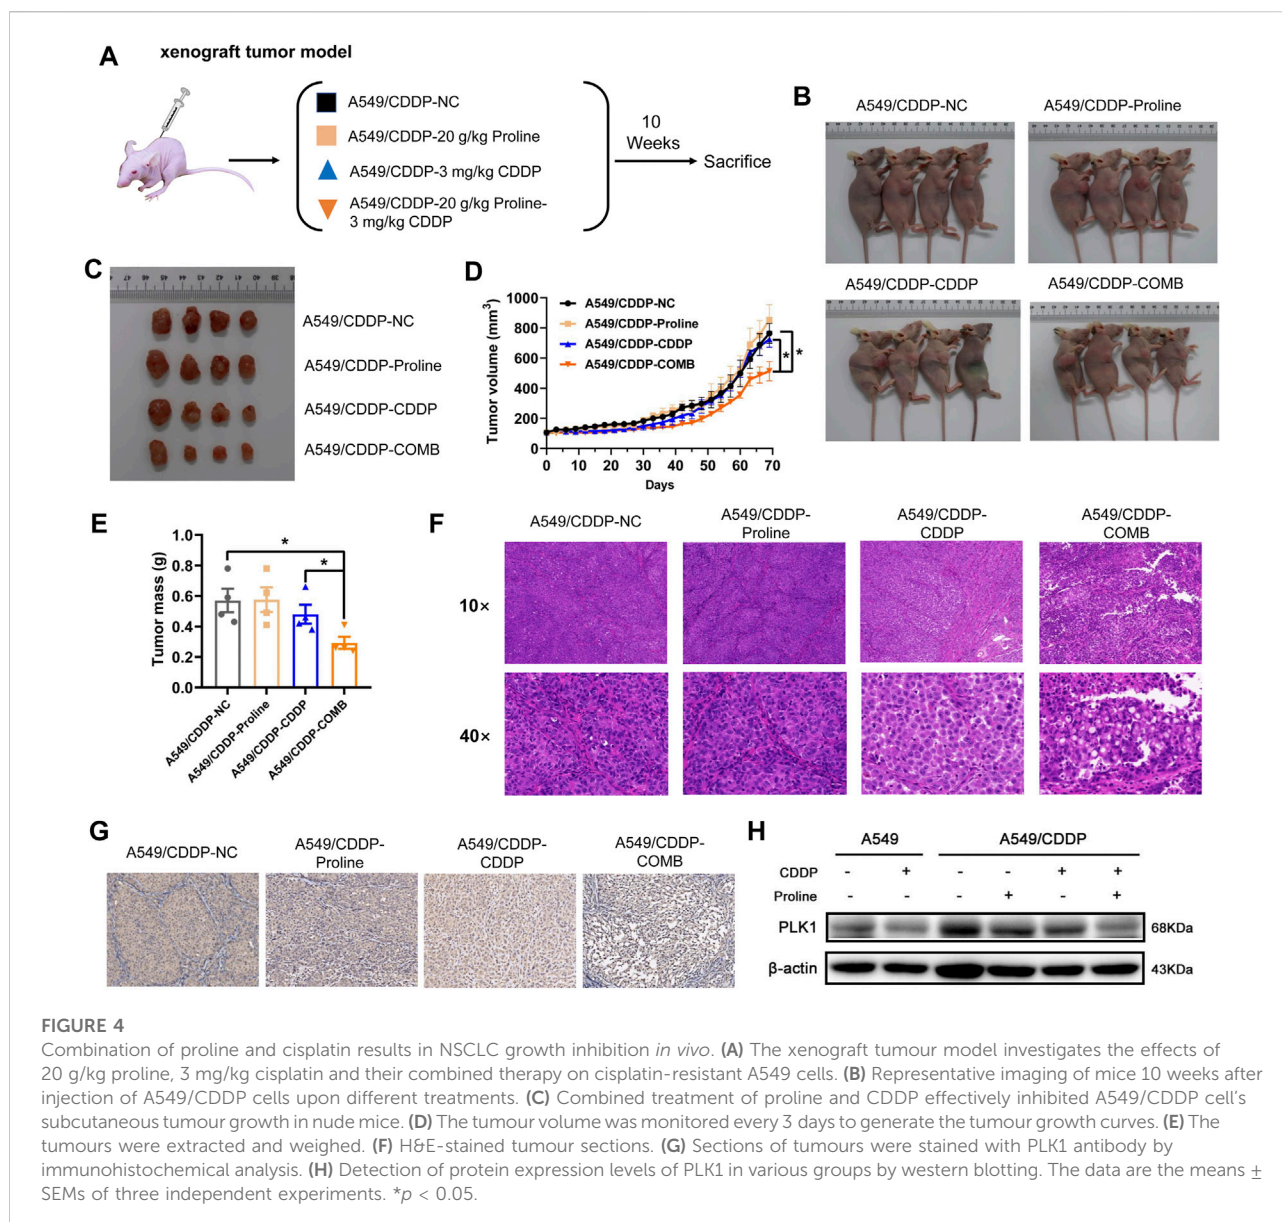 A
xenograft tumor model
A549/CDDP-NC
A549/CDDP-20 g/kg Proline
A549/CDDP-3 mg/kg CDDP
A549/CDDP-20 g/kg Proline-
3 mg/kg CDDP
10
Weeks
Sacrifice
B
A549/CDDP-NC
A549/CDDP-Proline
A549/CDDP-CDDP
A549/CDDP-COMB
C
47 46 45 44 43 42 41 40 39 38
A549/CDDP-NC
A549/CDDP-Proline
A549/CDDP-CDDP
A549/CDDP-COMB
D
Tumor volume (mm³)
1000
800
600
400
200
0
0 10 20 30 40 50 60 70
Days
A549/CDDP-NC
A549/CDDP-Proline
A549/CDDP-CDDP
A549/CDDP-COMB
*
*
E
Tumor mass (g)
1.0
0.8
0.6
0.4
0.2
0.0
*
*
A549/CDDP-NC
A549/CDDP-Proline
A549/CDDP-CDDP
A549/CDDP-COMB
F
A549/CDDP-NC
A549/CDDP-
Proline
A549/CDDP-
CDDP
A549/CDDP-
COMB
10×
40×
G
A549/CDDP-NC
A549/CDDP-
Proline
A549/CDDP-
CDDP
A549/CDDP-
COMB
H
A549 A549/CDDP
CDDP - + - - + +
Proline - - - + - +
PLK1 68KDa
β-actin 43KDa
FIGURE 4
Combination of proline and cisplatin results in NSCLC growth inhibition in vivo. (A) The xenograft tumour model investigates the effects of
20 g/kg proline, 3 mg/kg cisplatin and their combined therapy on cisplatin-resistant A549 cells. (B) Representative imaging of mice 10 weeks after
injection of A549/CDDP cells upon different treatments. (C) Combined treatment of proline and CDDP effectively inhibited A549/CDDP cell's
subcutaneous tumour growth in nude mice. (D) The tumour volume was monitored every 3 days to generate the tumour growth curves. (E) The
tumours were extracted and weighed. (F) H&E-stained tumour sections. (G) Sections of tumours were stained with PLK1 antibody by
immunohistochemical analysis. (H) Detection of protein expression levels of PLK1 in various groups by western blotting. The data are the means ±
SEMs of three independent experiments. *p < 0.05.